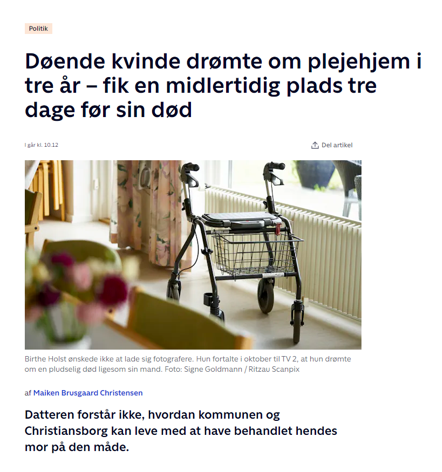 Politik
Døende kvinde drømte om plejehjem i
tre år – fik en midlertidig plads tre
dage før sin død
I går kl. 10.12
Del artikel
Birthe Holst ønskede ikke at lade sig fotografere. Hun fortalte i oktober til TV 2, at hun drømte
om en pludselig død ligesom sin mand. Foto: Signe Goldmann / Ritzau Scanpix
af Maiken Brusgaard Christensen
Datteren forstår ikke, hvordan kommunen og
Christiansborg kan leve med at have behandlet hendes
mor på den måde.